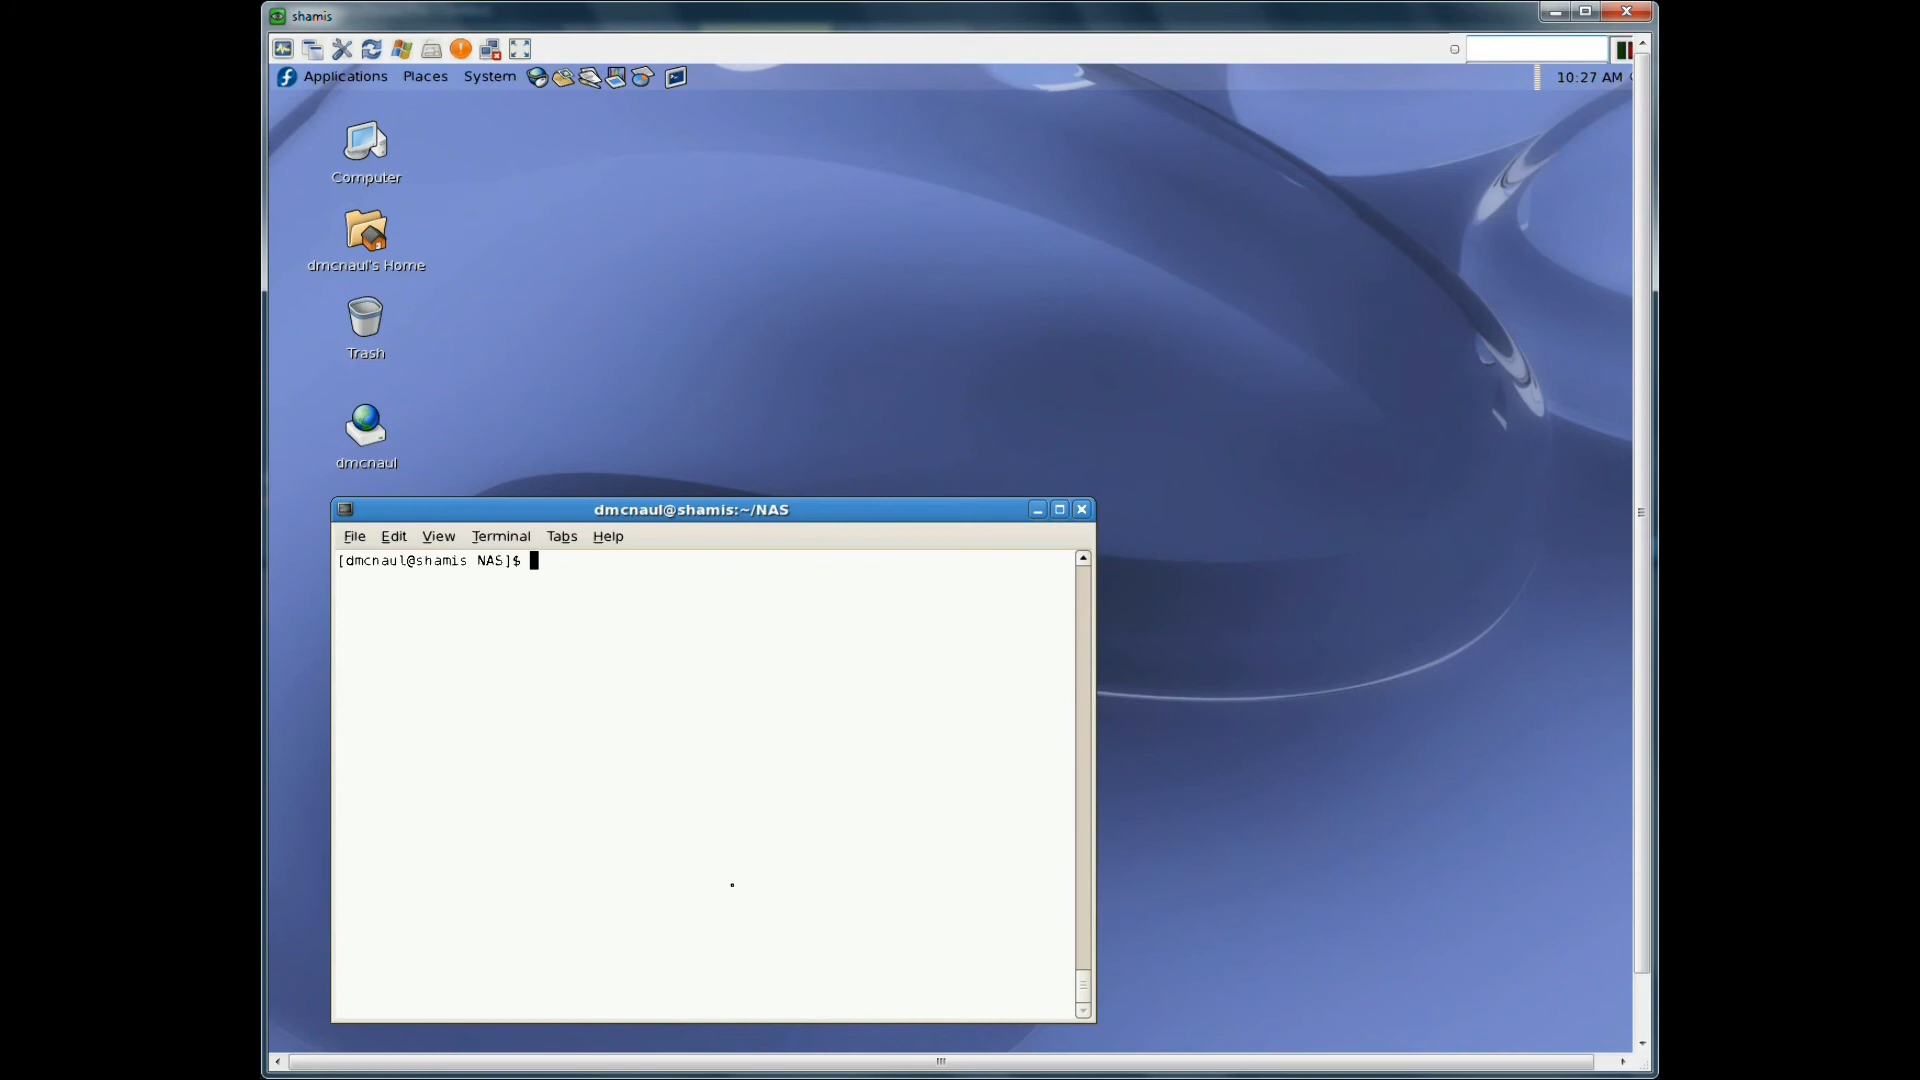 shamis
Applications Places System
10:27 AM
Computer
dmcnaul's Home
Trash
dmcnaul
dmcnaul@shamis:~/NAS
File Edit View Terminal Tabs Help
[dmcnaul@shamis NAS]$